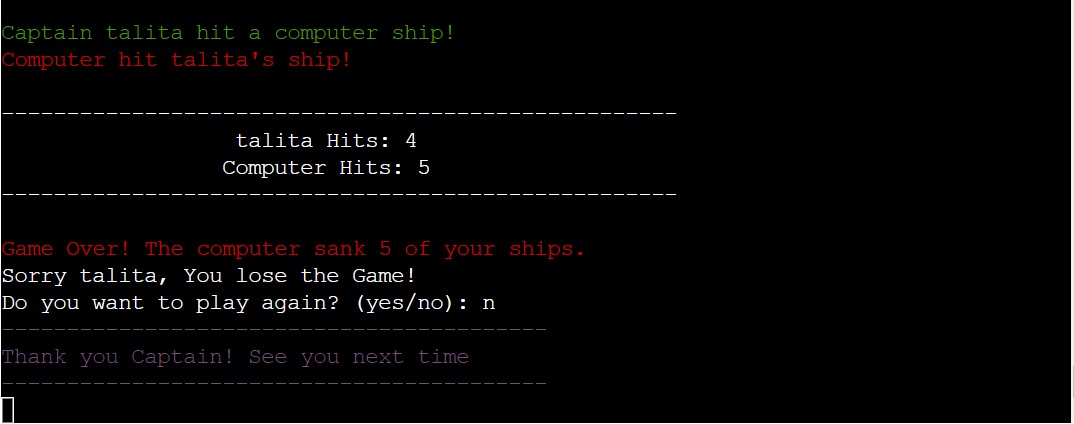 Captain talita hit a computer ship!
Computer hit talita's ship!
----------------------------------------------------
talita Hits: 4
Computer Hits: 5
----------------------------------------------------
Game Over! The computer sank 5 of your ships.
Sorry talita, You lose the Game!
Do you want to play again? (yes/no): n
------------------------------------------
Thank you Captain! See you next time
------------------------------------------